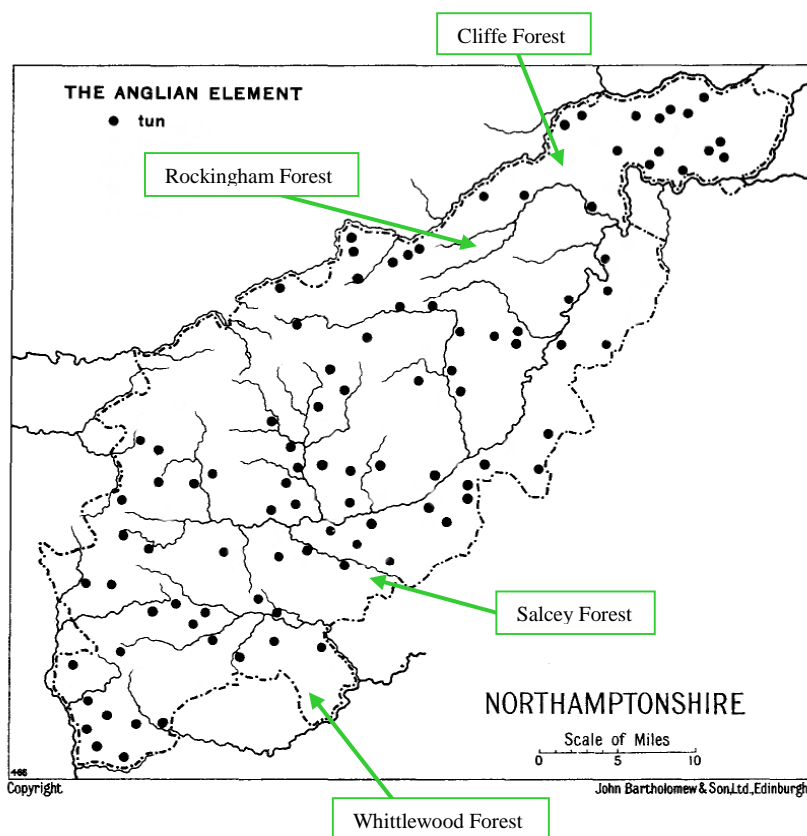 Cliffe Forest
THE ANGLIAN ELEMENT
tun
Rockingham Forest
Salcey Forest
NORTHAMPTONSHIRE
Scale of Miles
0 5 10
466
Copyright
John Bartholomew & Son,Ltd.,Edinburgh
Whittlewood Forest